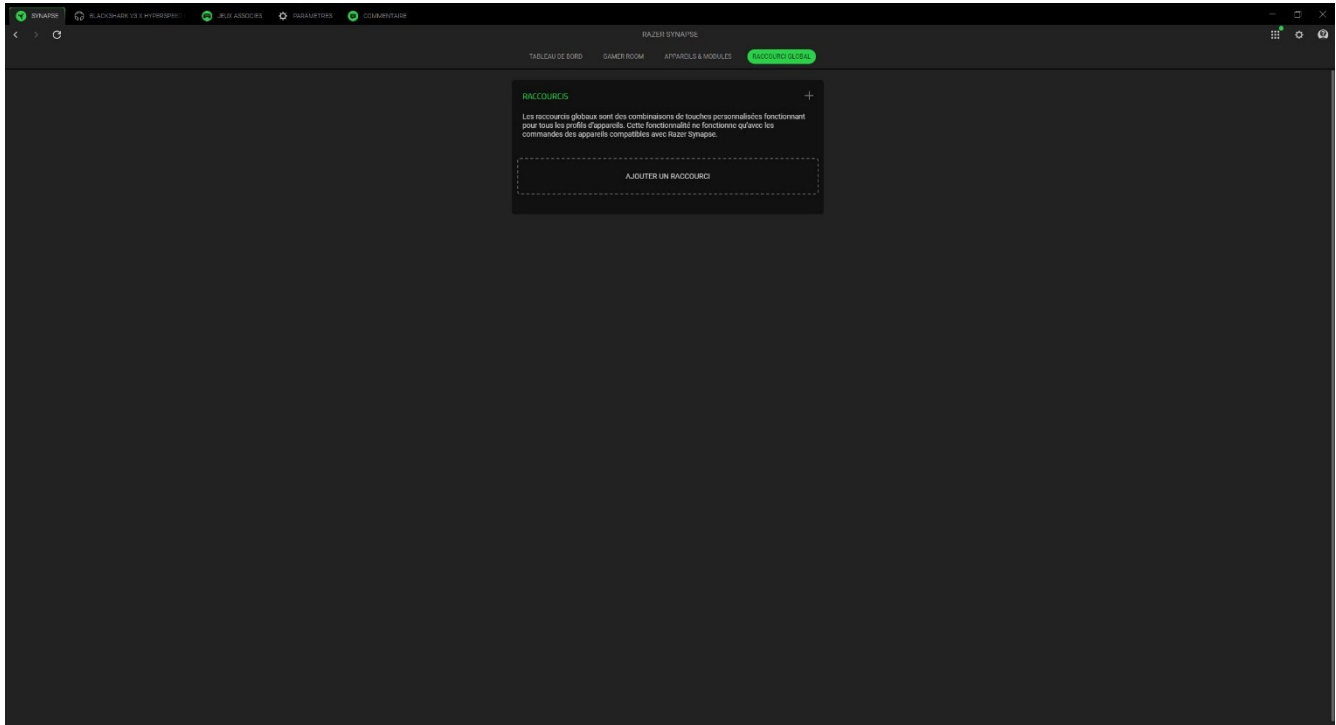 SYNAPSE
BLACKSHARK V3 X HYPERSPEED
JEUX ASSOCIÉS
PARAMÈTRES
COMMENTAIRE
RAZER SYNAPSE
TABLEAU DE BORD
GAMER ROOM
APPAREILS & MODULES
RACCOURCI GLOBAL
RACCOURCIS
Les raccourcis globaux sont des combinaisons de touches personnalisées fonctionnant
pour tous les profils d'appareils. Cette fonctionnalité ne fonctionne qu'avec les
commandes des appareils compatibles avec Razer Synapse.
AJOUTER UN RACCOURCI